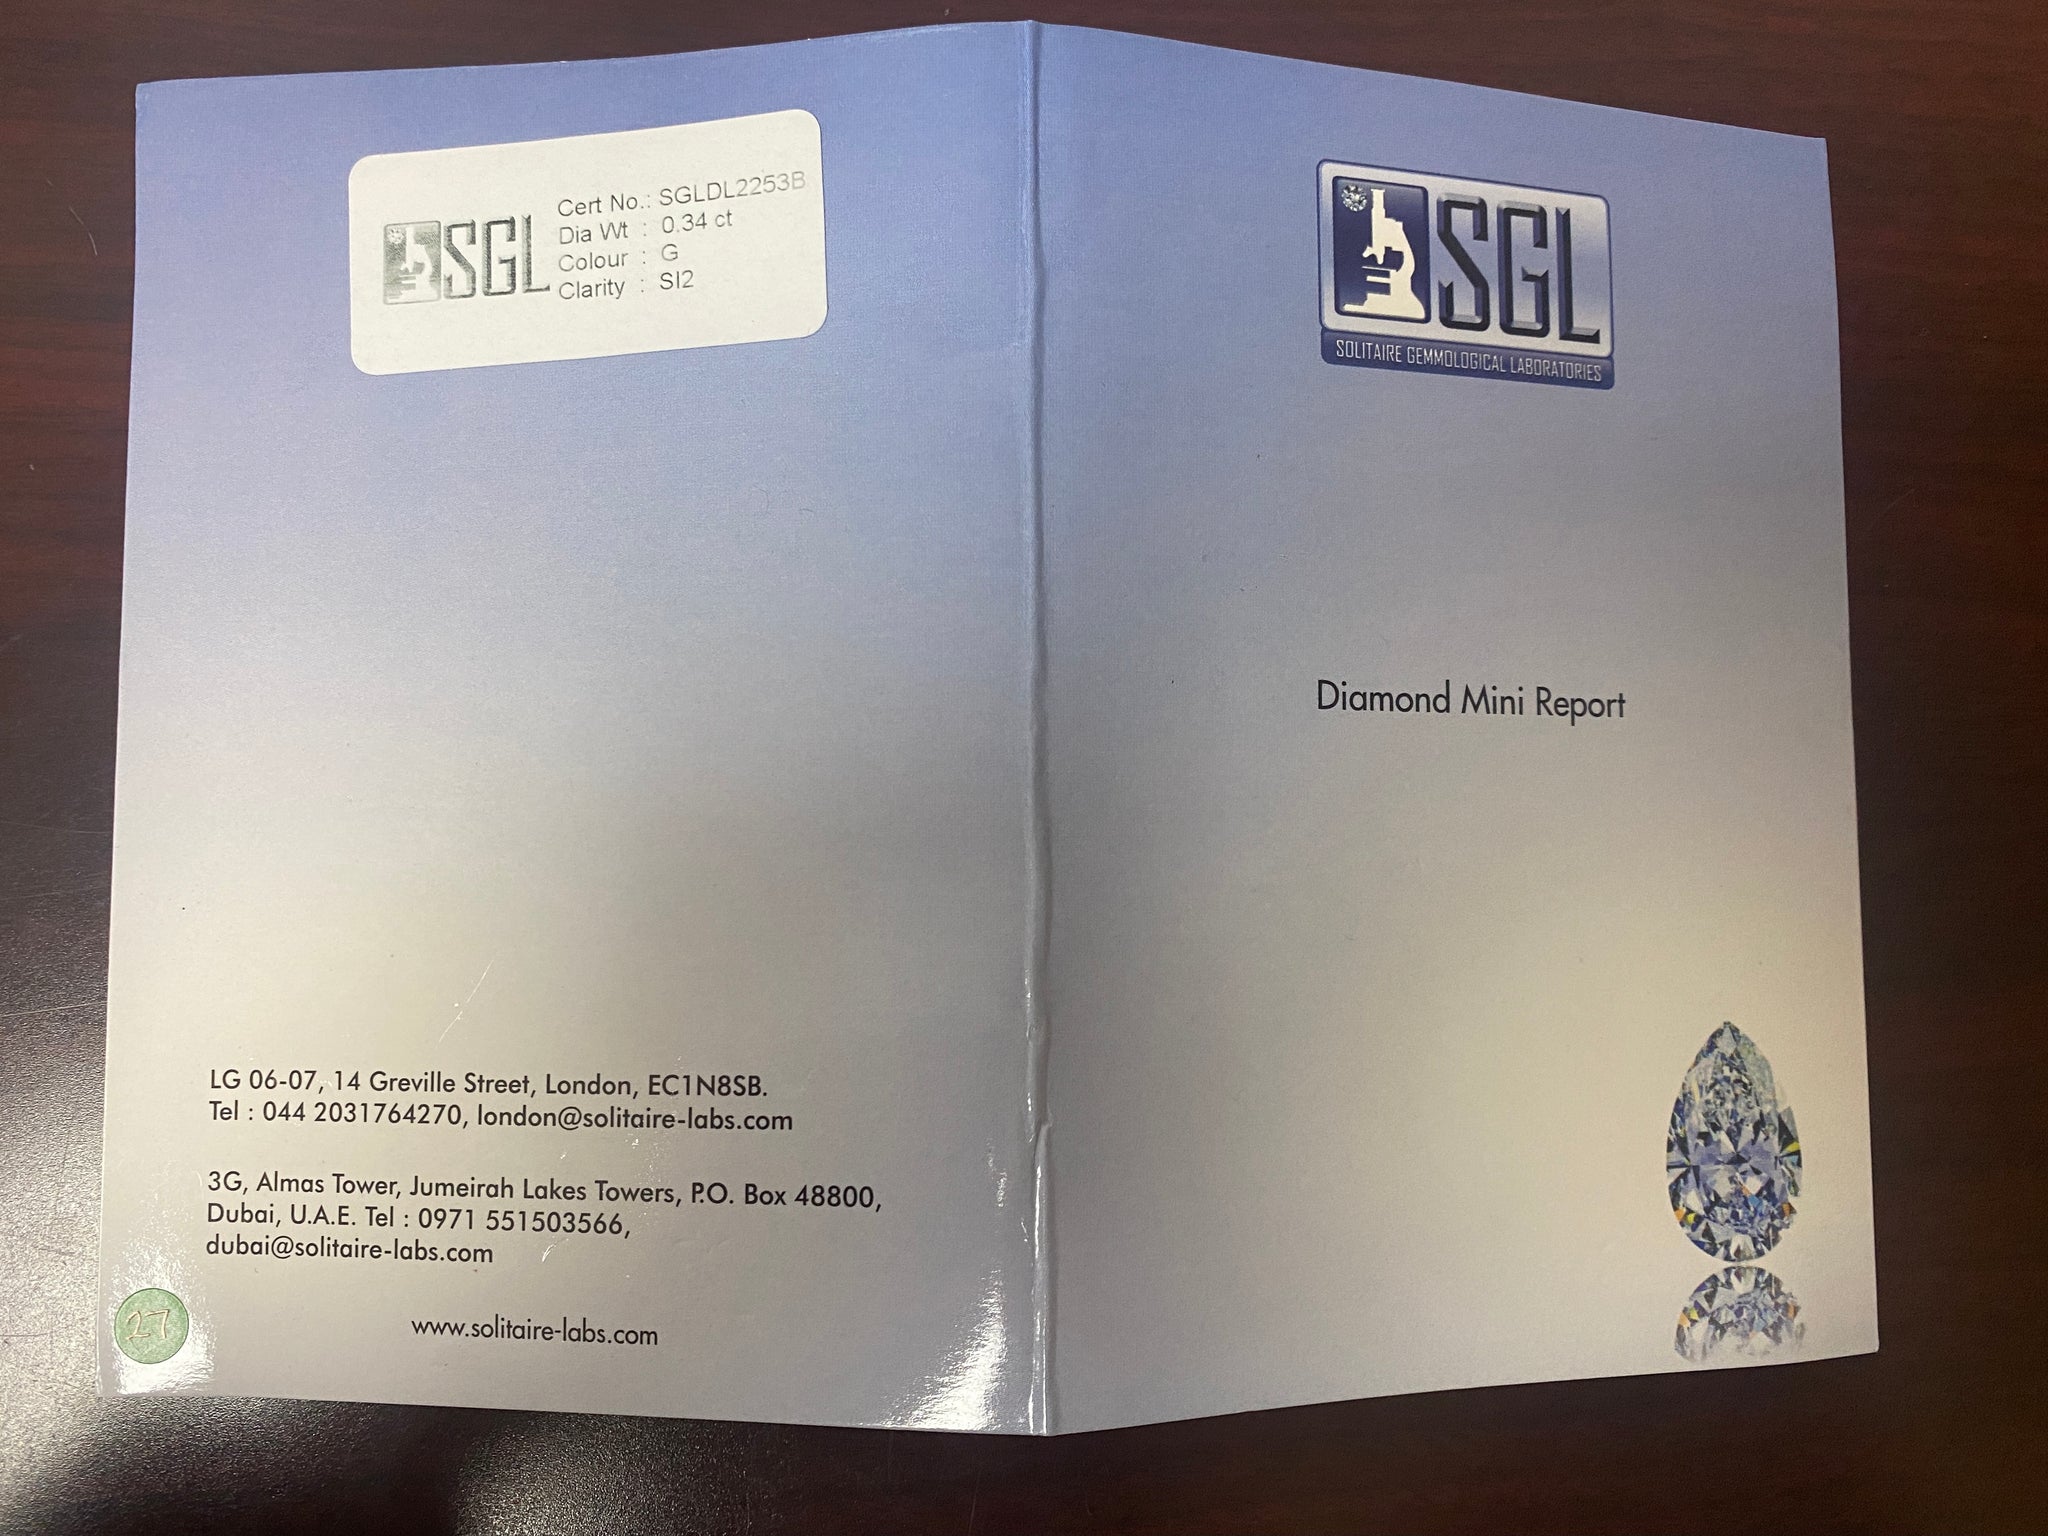 SGL
Cert No.: SGLDL2253B
Dia Wt : 0.34 ct
Colour : G
Clarity : SI2
LG 06-07, 14 Greville Street, London, EC1N8SB.
Tel : 044 2031764270, london@solitaire-labs.com
3G, Almas Tower, Jumeirah Lakes Towers, P.O. Box 48800,
Dubai, U.A.E. Tel : 0971 551503566,
dubai@solitaire-labs.com
www.solitaire-labs.com
27
SGL
SOLITAIRE GEMMOLOGICAL LABORATORIES
Diamond Mini Report